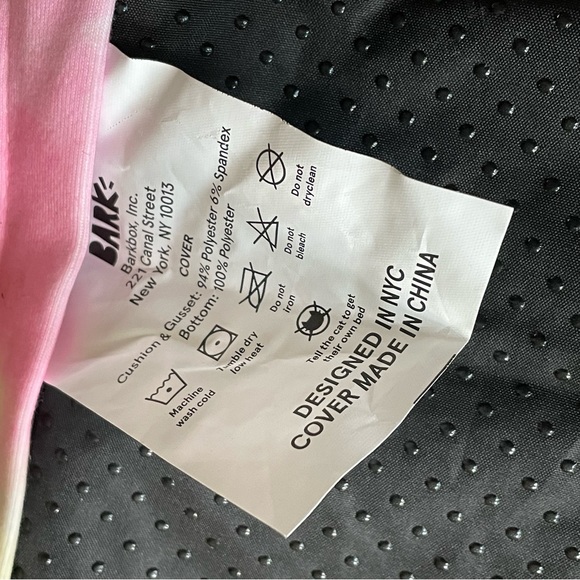 BARK
Barkbox, Inc.
221 Canal Street
New York, NY 10013
COVER
Cushion & Gusset: 94% Polyester 6% Spandex
Bottom: 100% Polyester
Machine
wash cold
Tumble dry
low heat
Do not
iron
Do not
bleach
Do not
dryclean
Tell the cat to get
their own bed
DESIGNED IN NYC
COVER MADE IN CHINA